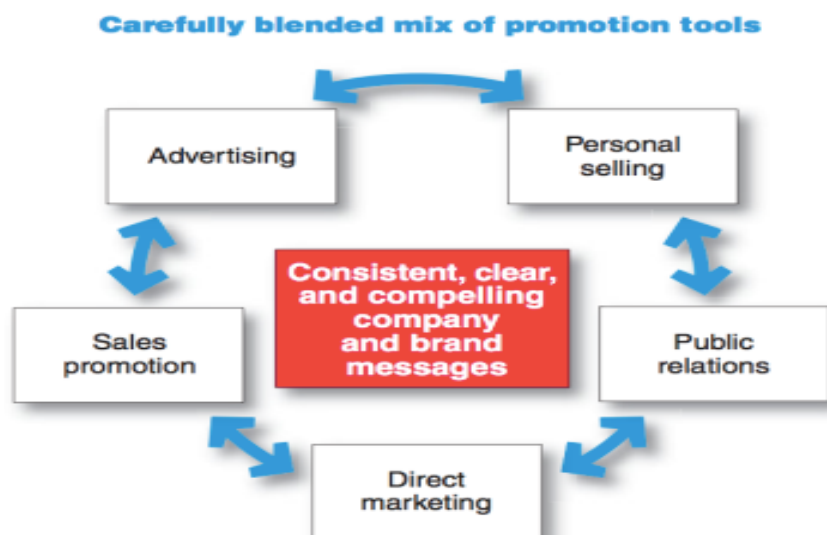 Carefully blended mix of promotion tools
Advertising
Personal
selling
Consistent, clear,
and compelling
company
and brand
messages
Sales
promotion
Public
relations
Direct
marketing